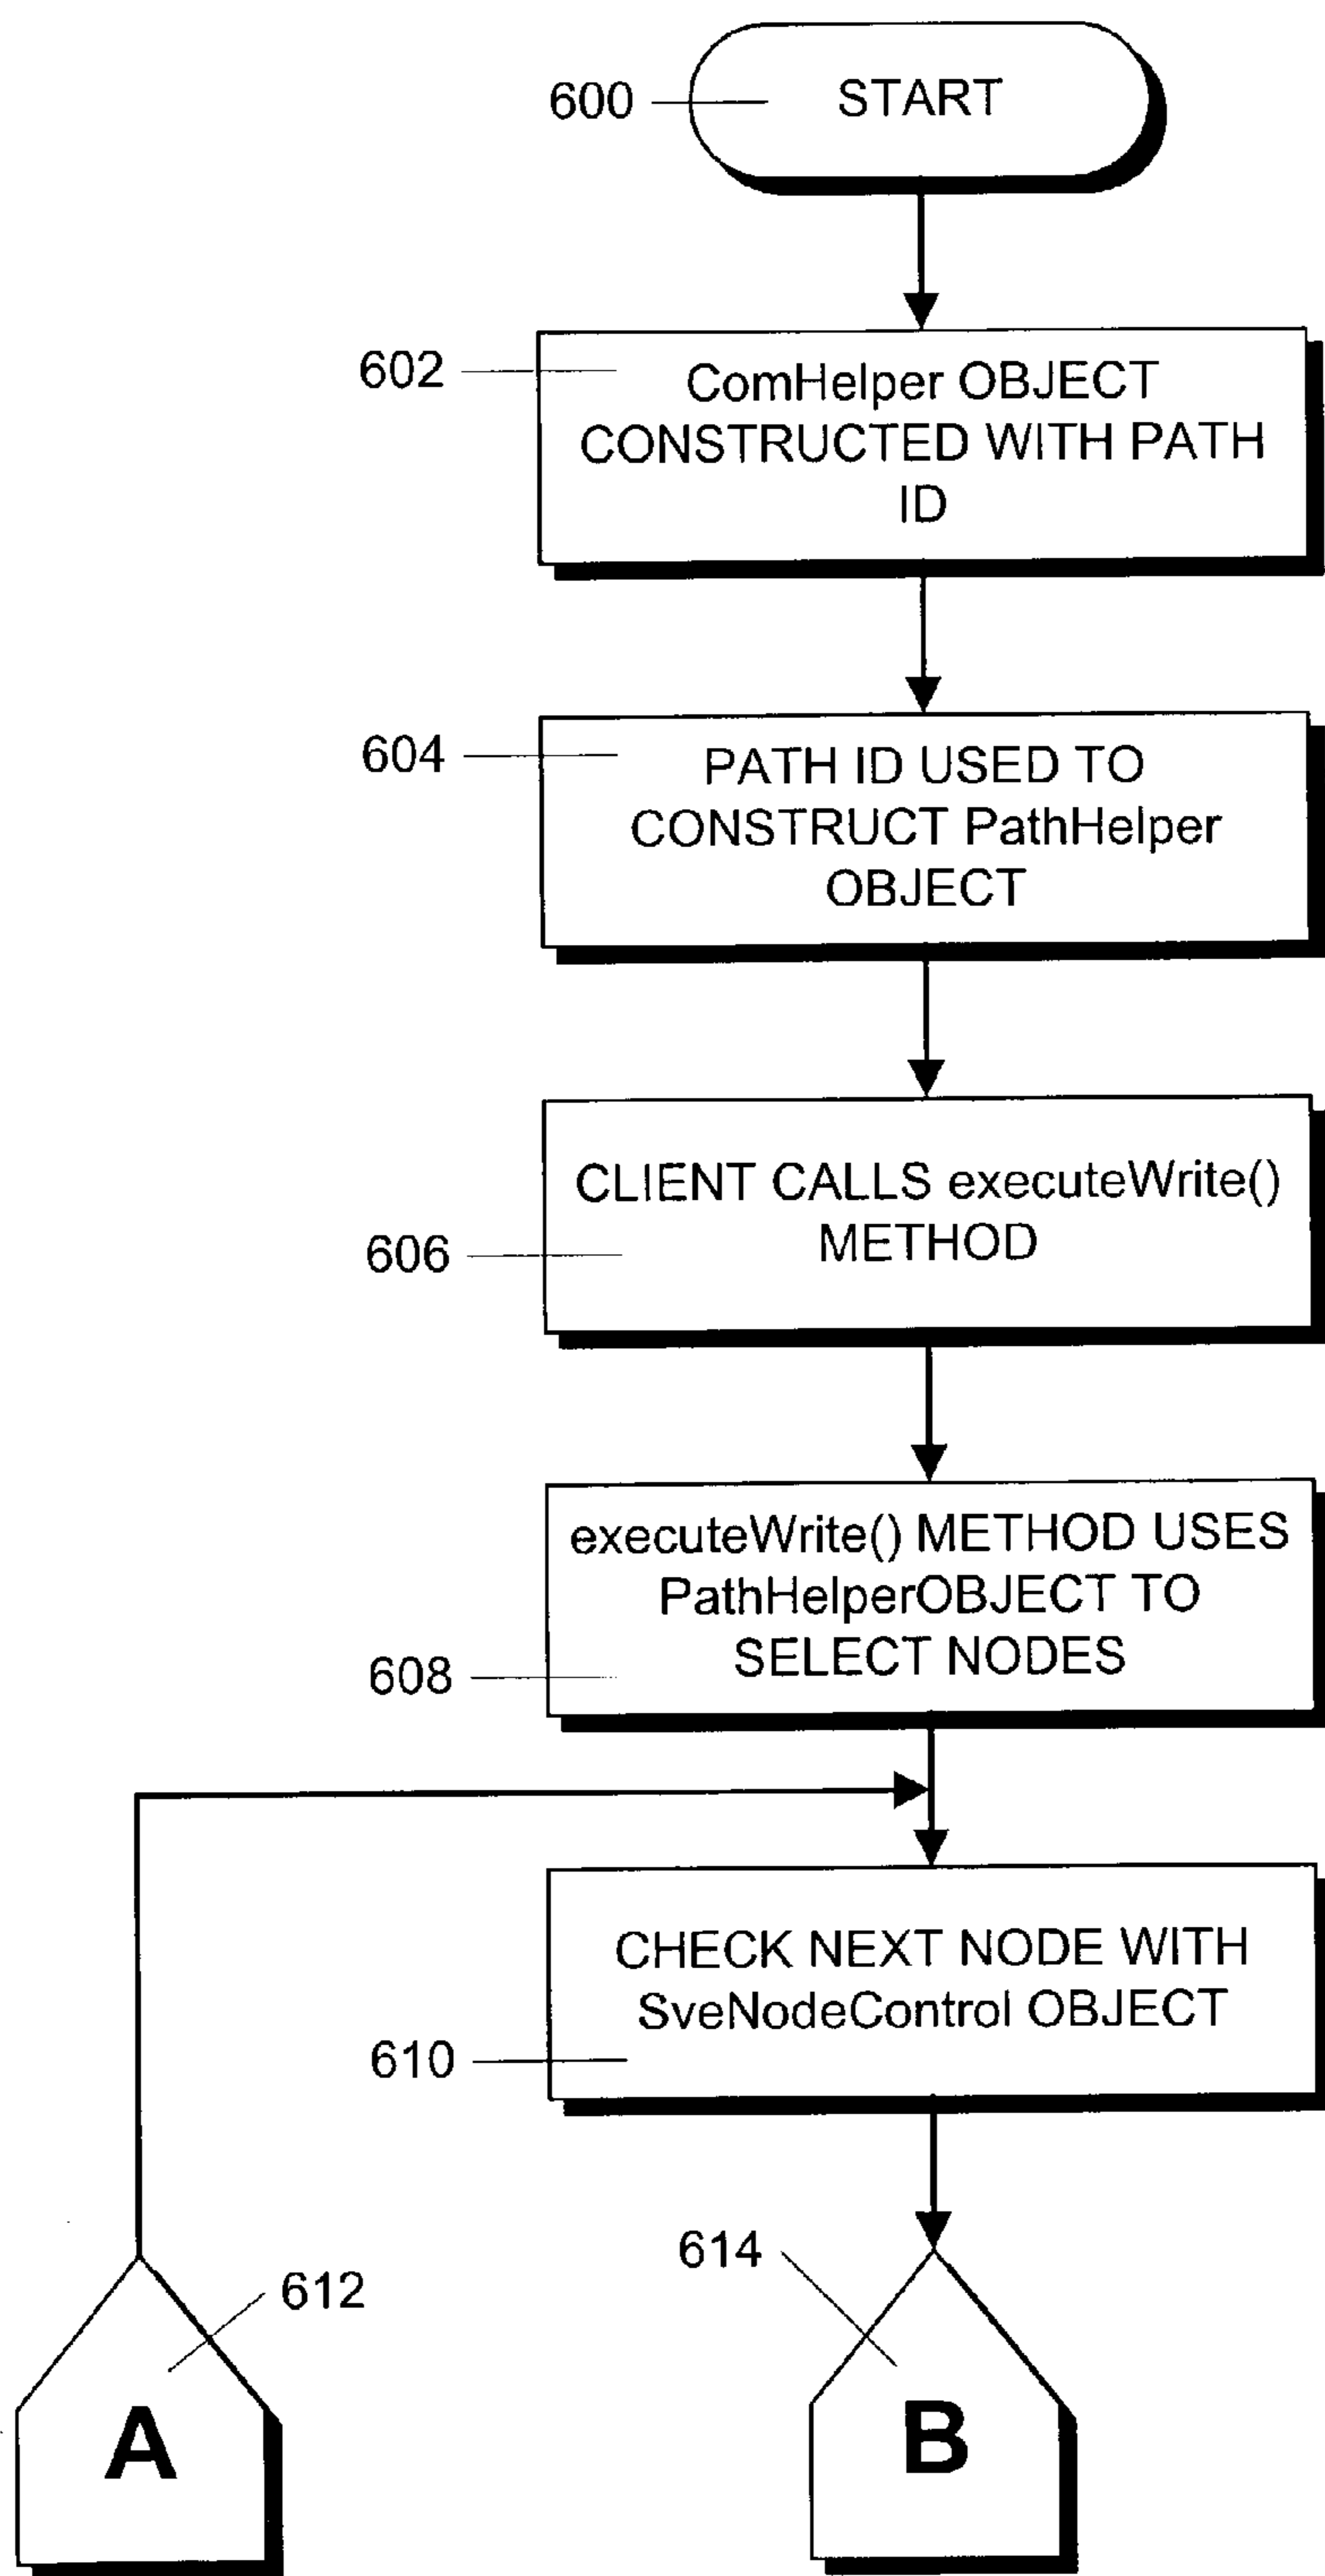 600
START
602
ComHelper OBJECT
CONSTRUCTED WITH PATH
ID
604
PATH ID USED TO
CONSTRUCT PathHelper
OBJECT
CLIENT CALLS executeWrite()
METHOD
606
executeWrite() METHOD USES
PathHelperOBJECT TO
SELECT NODES
608
CHECK NEXT NODE WITH
SveNodeControl OBJECT
610
612
A
614
B